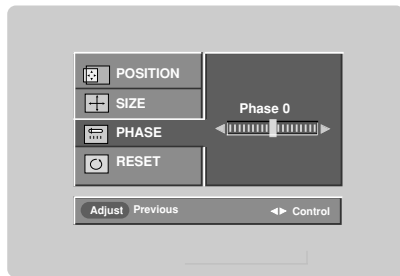 POSITION
SIZE
Phase 0
PHASE
RESET
Adjust Previous
◄► Control